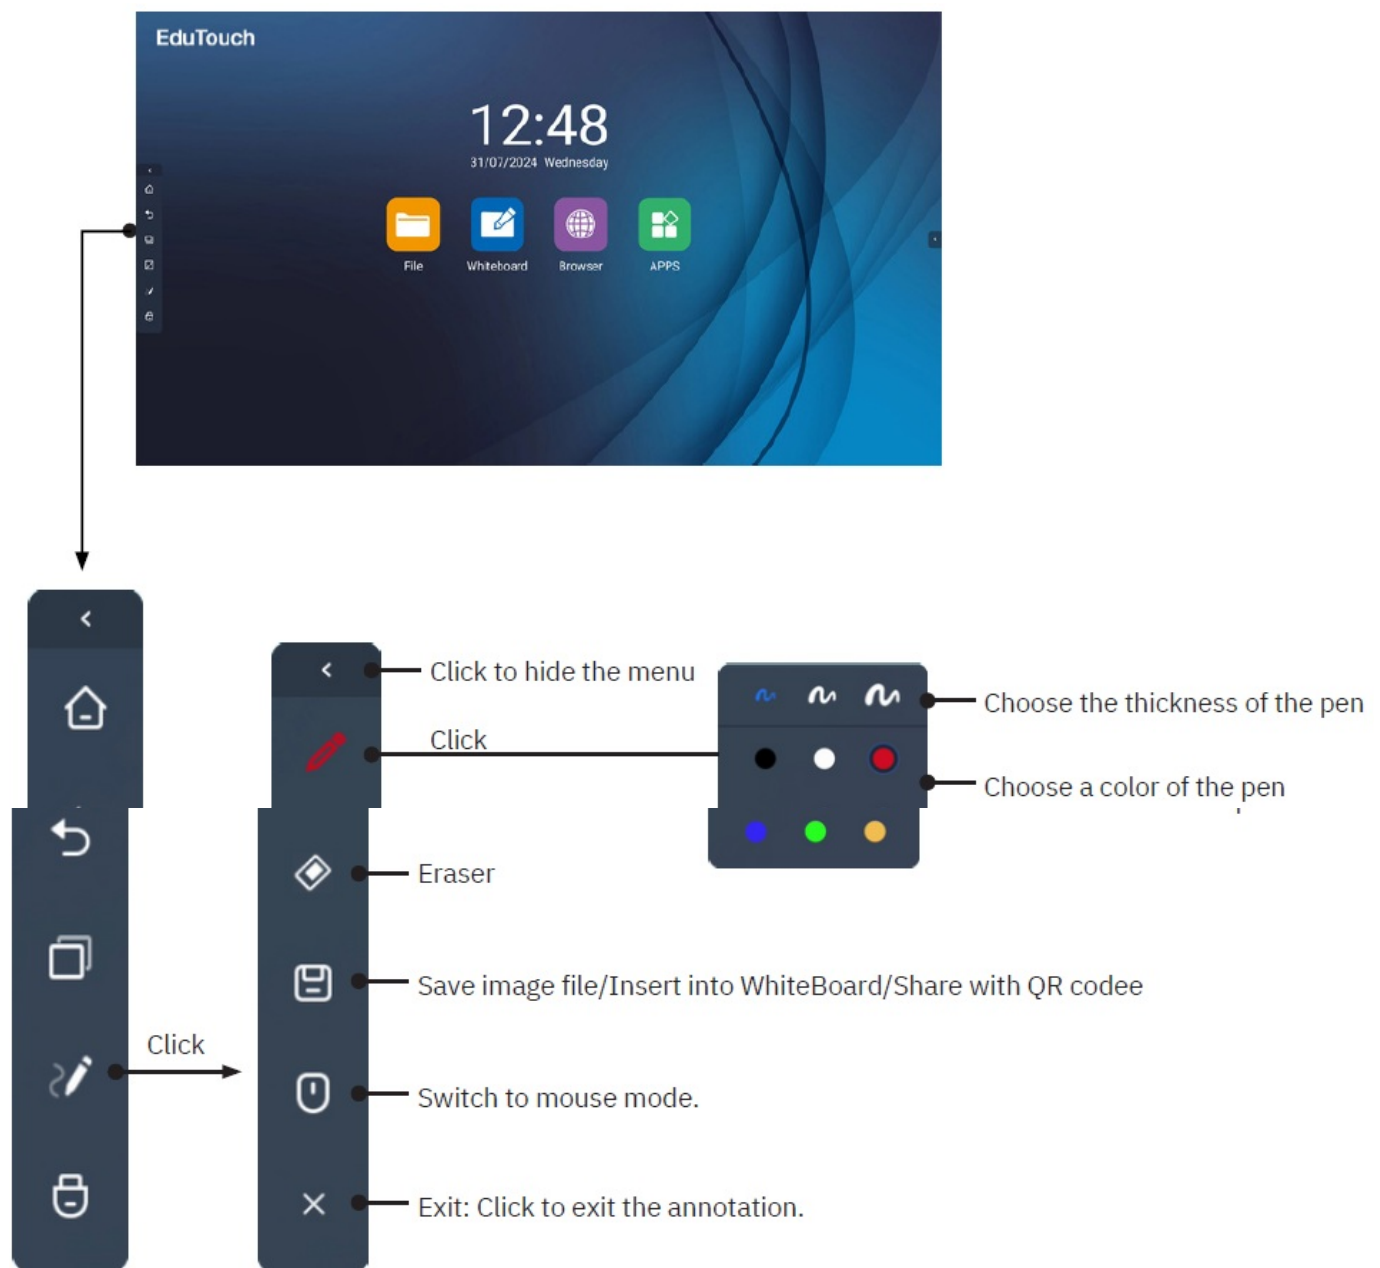 EduTouch
12:48
31/07/2024 Wednesday
File
Whiteboard
Browser
APPS
Click to hide the menu
Click
Choose the thickness of the pen
Choose a color of the pen
Eraser
Save image file/Insert into WhiteBoard/Share with QR codee
Click
Switch to mouse mode.
Exit: Click to exit the annotation.